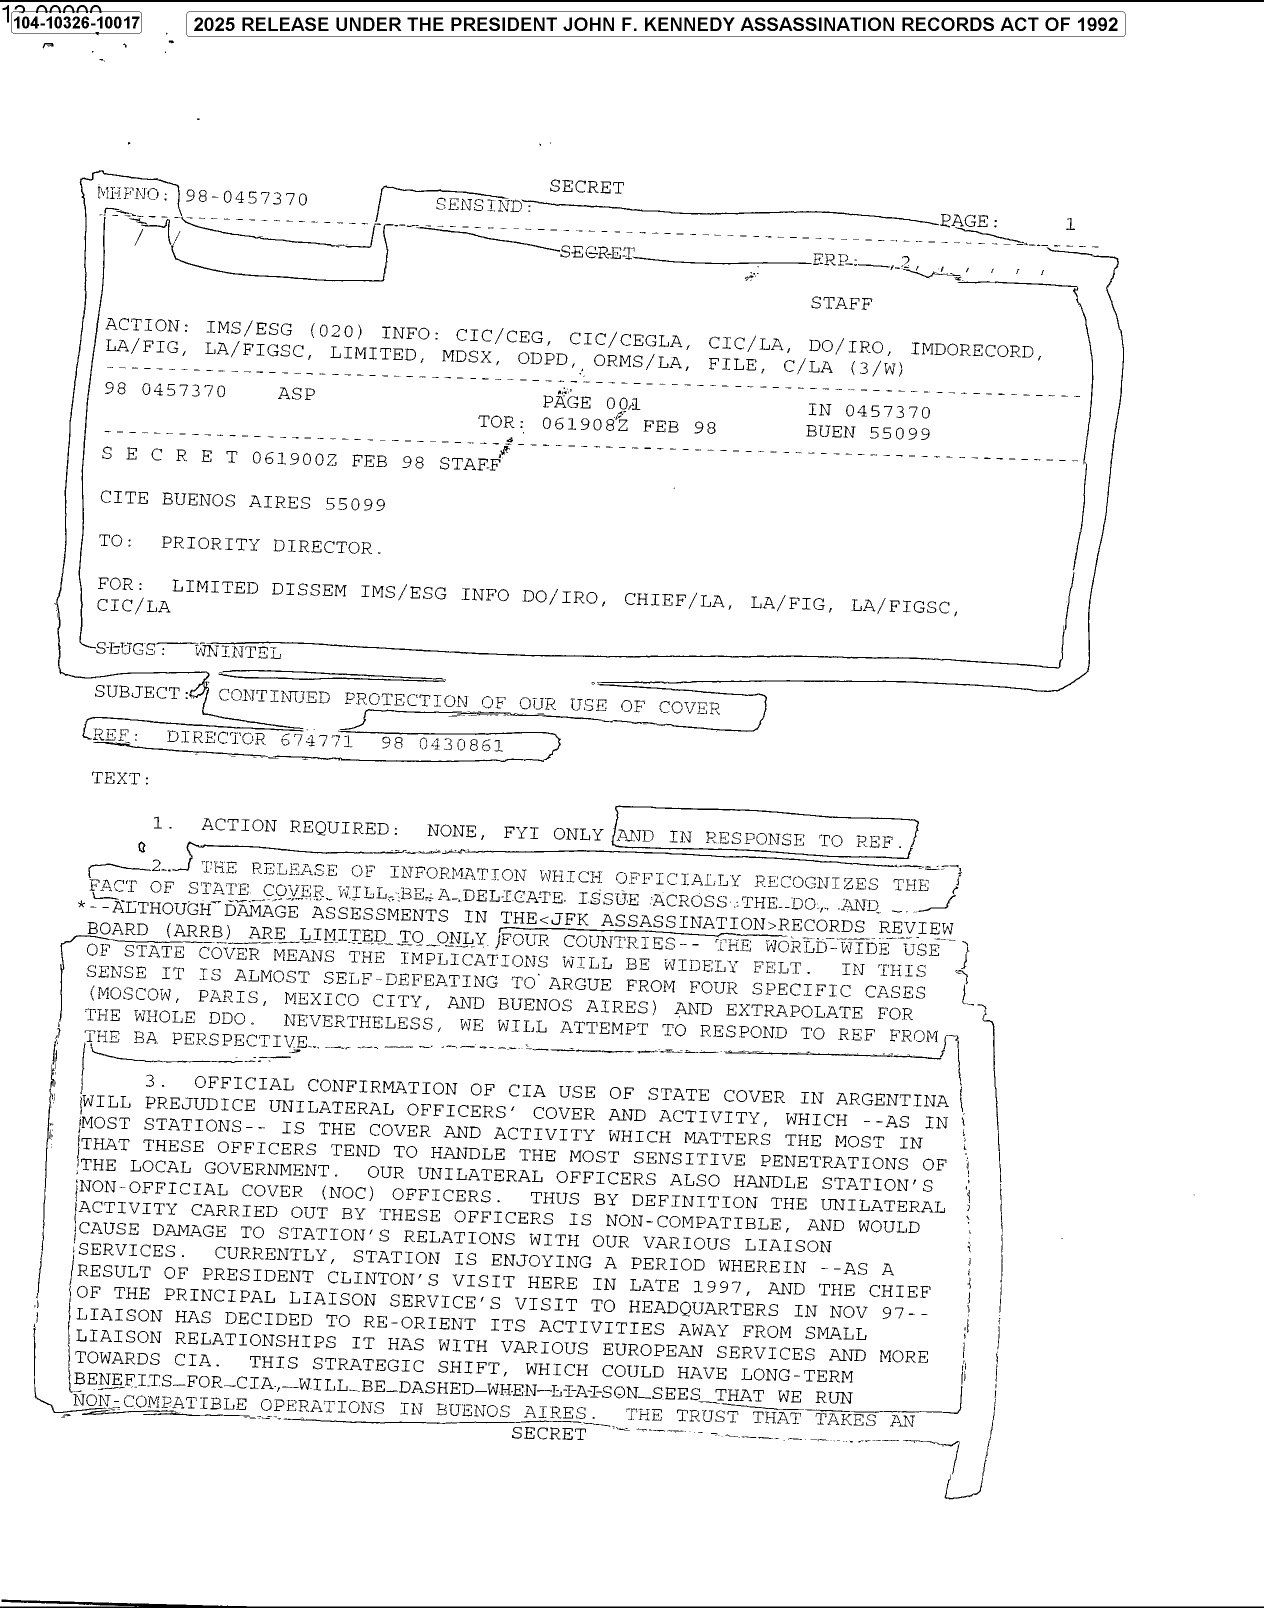 13-00000
104-10326-10017
2025 RELEASE UNDER THE PRESIDENT JOHN F. KENNEDY ASSASSINATION RECORDS ACT OF 1992
SECRET
MHFNO: 98-0457370 SENSIND: PAGE: 1
SECRET FRP: ,2, , , , , ,
STAFF
ACTION: IMS/ESG (020) INFO: CIC/CEG, CIC/CEGLA, CIC/LA, DO/IRO, IMDORECORD,
LA/FIG, LA/FIGSC, LIMITED, MDSX, ODPD, ORMS/LA, FILE, C/LA (3/W)
98 0457370 ASP PAGE 001 IN 0457370
TOR: 061908Z FEB 98 BUEN 55099
S E C R E T 061900Z FEB 98 STAFF
CITE BUENOS AIRES 55099
TO: PRIORITY DIRECTOR.
FOR: LIMITED DISSEM IMS/ESG INFO DO/IRO, CHIEF/LA, LA/FIG, LA/FIGSC,
CIC/LA
SLUGS: WNINTEL
SUBJECT: CONTINUED PROTECTION OF OUR USE OF COVER
REF: DIRECTOR 674771 98 0430861
TEXT:
1. ACTION REQUIRED: NONE, FYI ONLY AND IN RESPONSE TO REF.
2. THE RELEASE OF INFORMATION WHICH OFFICIALLY RECOGNIZES THE
FACT OF STATE COVER WILL BE A DELICATE ISSUE ACROSS THE DO, AND
*--ALTHOUGH DAMAGE ASSESSMENTS IN THE<JFK ASSASSINATION>RECORDS REVIEW
BOARD (ARRB) ARE LIMITED TO ONLY FOUR COUNTRIES-- THE WORLD-WIDE USE
OF STATE COVER MEANS THE IMPLICATIONS WILL BE WIDELY FELT. IN THIS
SENSE IT IS ALMOST SELF-DEFEATING TO ARGUE FROM FOUR SPECIFIC CASES
(MOSCOW, PARIS, MEXICO CITY, AND BUENOS AIRES) AND EXTRAPOLATE FOR
THE WHOLE DDO. NEVERTHELESS, WE WILL ATTEMPT TO RESPOND TO REF FROM
THE BA PERSPECTIVE.
3. OFFICIAL CONFIRMATION OF CIA USE OF STATE COVER IN ARGENTINA
WILL PREJUDICE UNILATERAL OFFICERS' COVER AND ACTIVITY, WHICH --AS IN
MOST STATIONS-- IS THE COVER AND ACTIVITY WHICH MATTERS THE MOST IN
THAT THESE OFFICERS TEND TO HANDLE THE MOST SENSITIVE PENETRATIONS OF
THE LOCAL GOVERNMENT. OUR UNILATERAL OFFICERS ALSO HANDLE STATION'S
NON-OFFICIAL COVER (NOC) OFFICERS. THUS BY DEFINITION THE UNILATERAL
ACTIVITY CARRIED OUT BY THESE OFFICERS IS NON-COMPATIBLE, AND WOULD
CAUSE DAMAGE TO STATION'S RELATIONS WITH OUR VARIOUS LIAISON
SERVICES. CURRENTLY, STATION IS ENJOYING A PERIOD WHEREIN --AS A
RESULT OF PRESIDENT CLINTON'S VISIT HERE IN LATE 1997, AND THE CHIEF
OF THE PRINCIPAL LIAISON SERVICE'S VISIT TO HEADQUARTERS IN NOV 97--
LIAISON HAS DECIDED TO RE-ORIENT ITS ACTIVITIES AWAY FROM SMALL
LIAISON RELATIONSHIPS IT HAS WITH VARIOUS EUROPEAN SERVICES AND MORE
TOWARDS CIA. THIS STRATEGIC SHIFT, WHICH COULD HAVE LONG-TERM
BENEFITS FOR CIA, WILL BE DASHED WHEN LIAISON SEES THAT WE RUN
NON-COMPATIBLE OPERATIONS IN BUENOS AIRES. THE TRUST THAT TAKES AN
SECRET